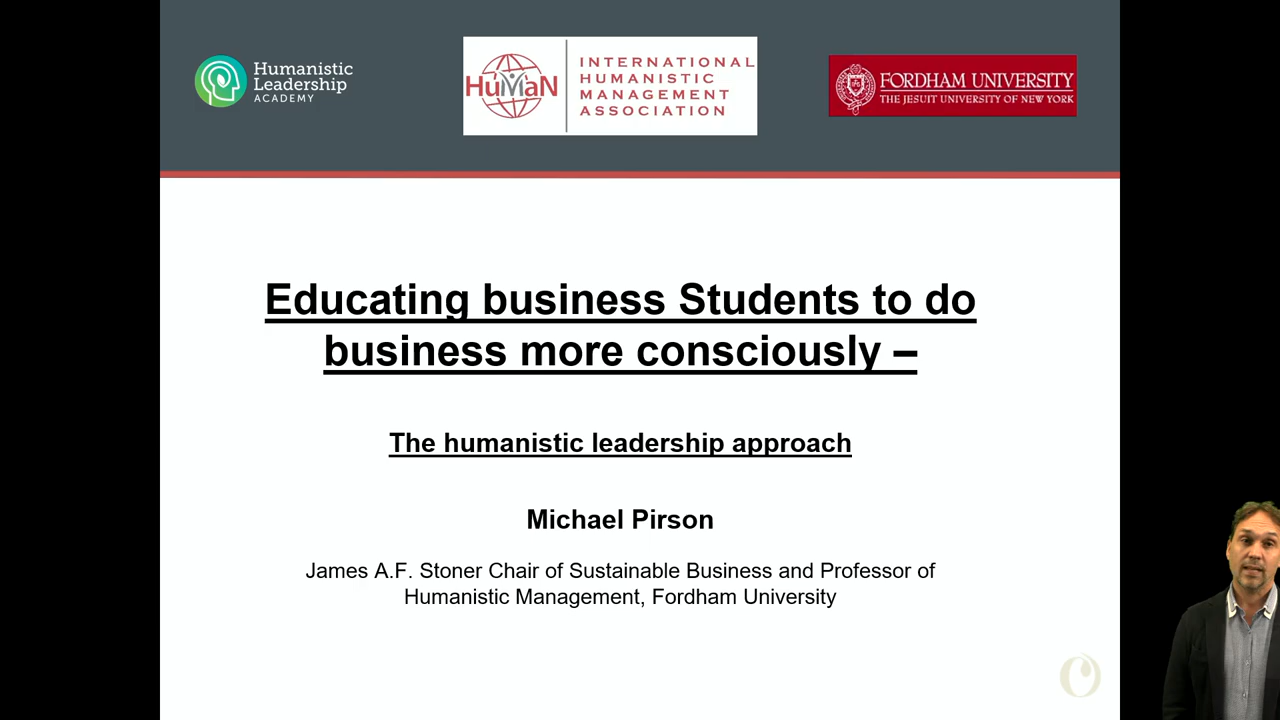 Humanistic
Leadership
ACADEMY
HuMaN
INTERNATIONAL
HUMANISTIC
MANAGEMENT
ASSOCIATION
FORDHAM UNIVERSITY
THE JESUIT UNIVERSITY OF NEW YORK
Educating business Students to do
business more consciously –
The humanistic leadership approach
Michael Pirson
James A.F. Stoner Chair of Sustainable Business and Professor of
Humanistic Management, Fordham University